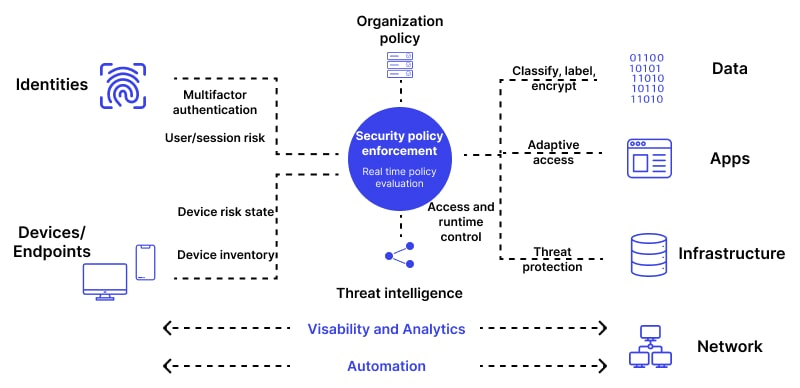 Organization
policy
Identities
Multifactor
authentication
User/session risk
Security policy
enforcement
Real time policy
evaluation
Classify, label,
encrypt
01100
10101
11010
10110
11010
Data
Adaptive
access
Apps
Devices/
Endpoints
Device risk state
Device inventory
Access and
runtime
control
Threat
protection
Infrastructure
Threat intelligence
Visability and Analytics
Automation
Network